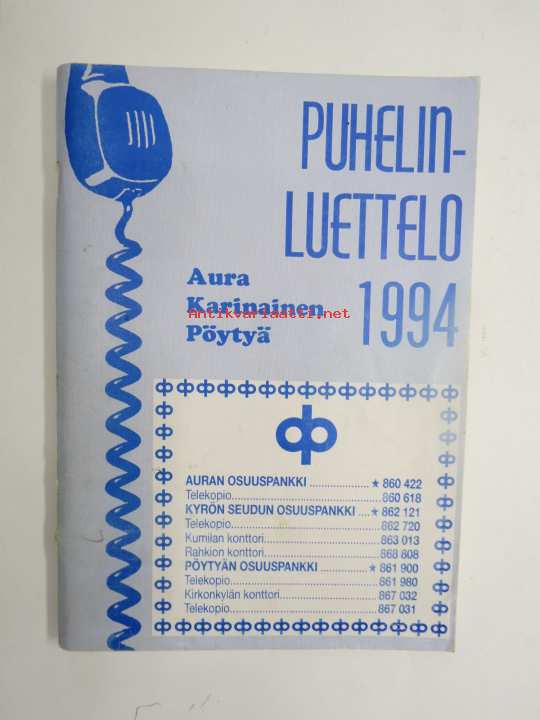 PUHELIN-
LUETTELO
1994
Aura
Karinainen
Pöytyä
Antikvariaatti.net
AURAN OSUUSPANKKI .................... ★ 860 422
Telekopio.................................................. 860 618
KYRÖN SEUDUN OSUUSPANKKI .... ★ 862 121
Telekopio.................................................. 862 720
Kumilan konttori........................................ 863 013
Rahkion konttori........................................ 868 808
PÖYTYÄN OSUUSPANKKI ................. ★ 861 900
Telekopio.................................................. 861 980
Kirkonkylän konttori.................................. 867 032
Telekopio.................................................. 867 031